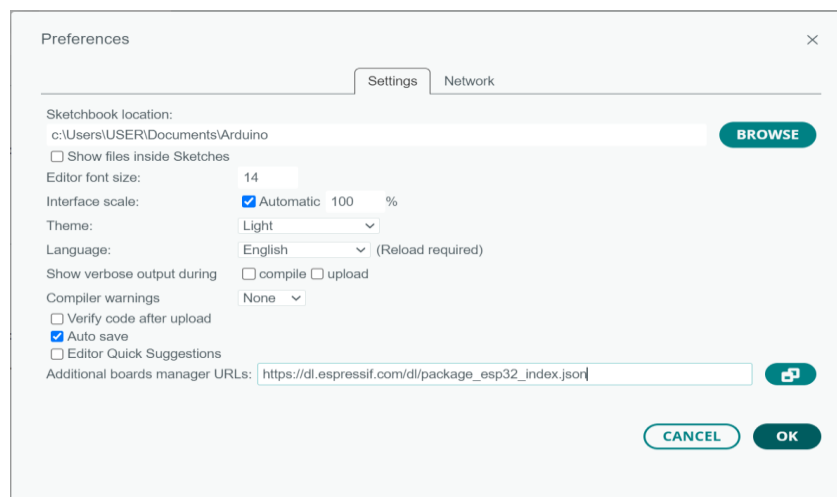 Preferences
Settings Network
Sketchbook location:
c:\Users\USER\Documents\Arduino BROWSE
Show files inside Sketches
Editor font size: 14
Interface scale: Automatic 100 %
Theme: Light
Language: English (Reload required)
Show verbose output during compile upload
Compiler warnings None
Verify code after upload
Auto save
Editor Quick Suggestions
Additional boards manager URLs: https://dl.espressif.com/dl/package_esp32_index.json
CANCEL OK